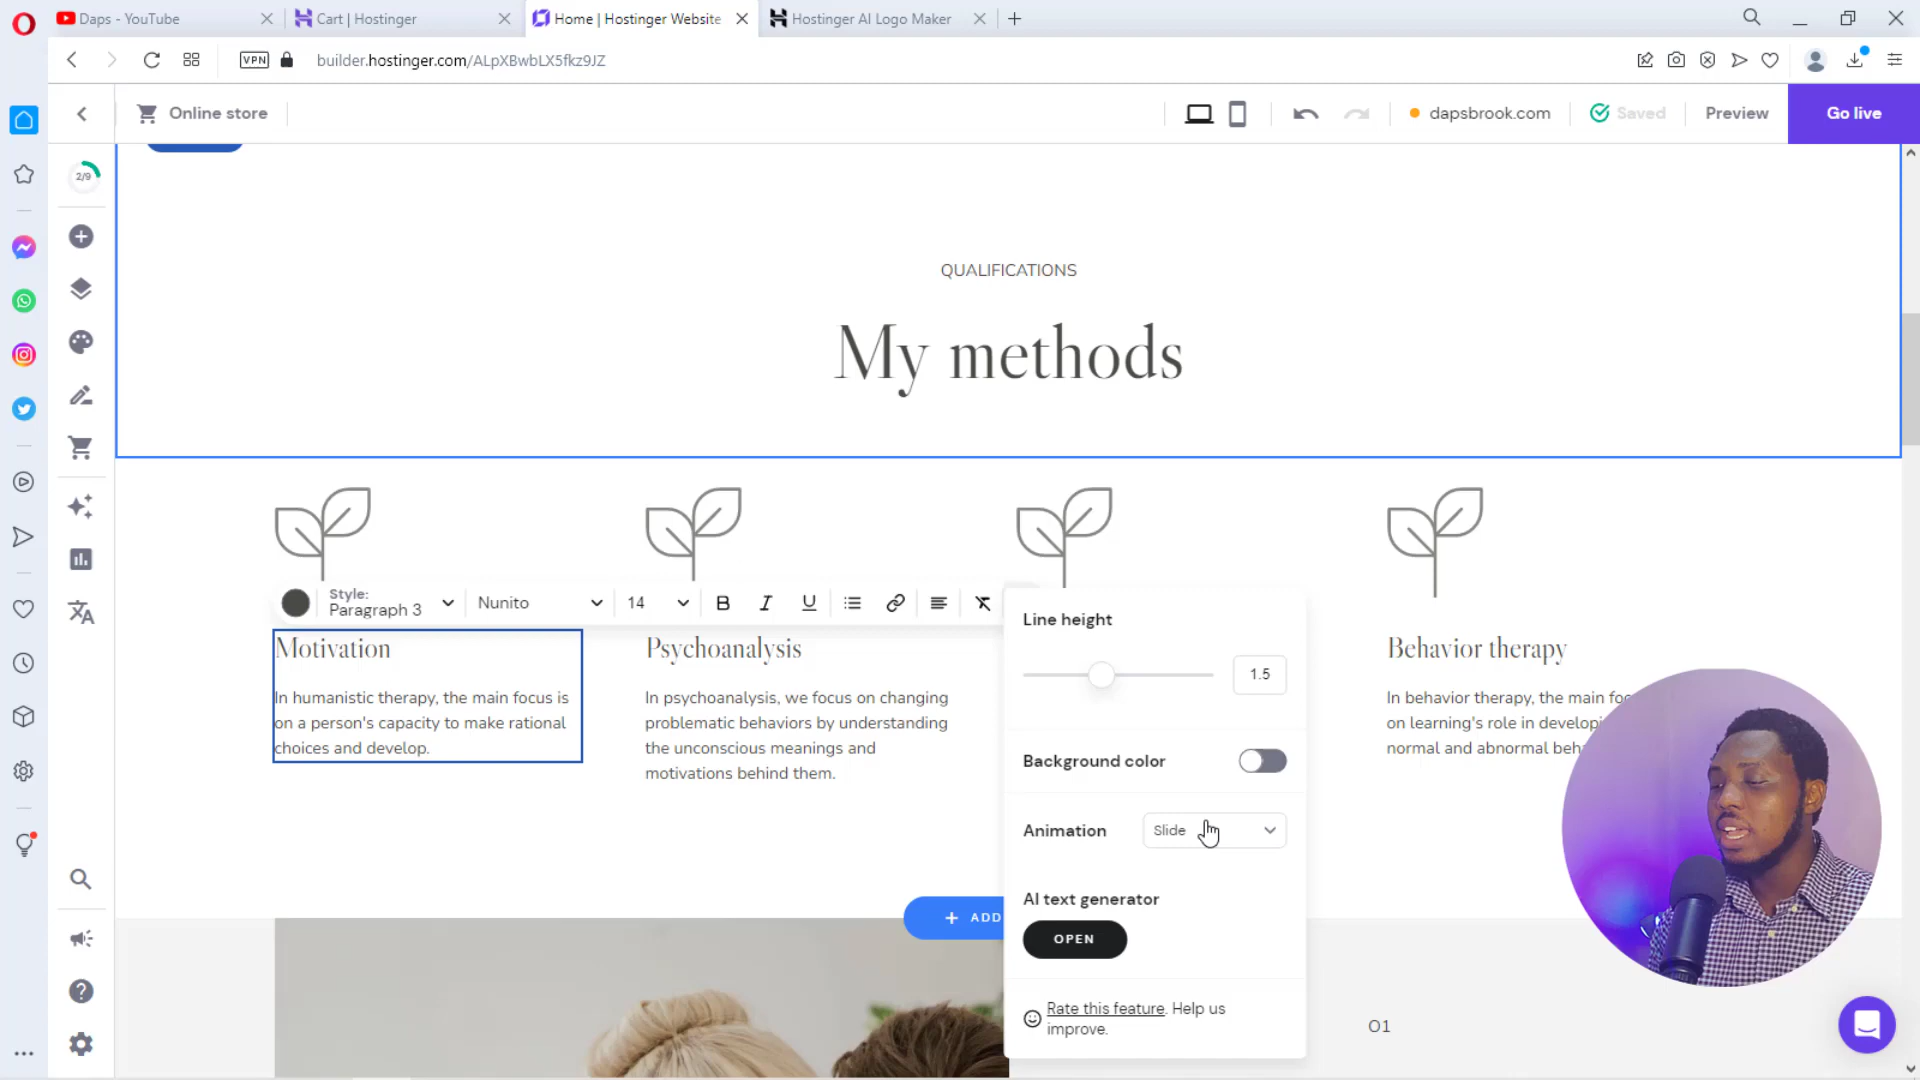 Daps - YouTube
Cart | Hostinger
Home | Hostinger Website
Hostinger AI Logo Maker
VPN
builder.hostinger.com/ALpXBwbLX5fkz9JZ
Online store
dapsbrook.com
Saved
Preview
Go live
2/9
QUALIFICATIONS
My methods
Style:
Paragraph 3
Nunito
14
B
I
U
Motivation
In humanistic therapy, the main focus is
on a person's capacity to make rational
choices and develop.
Psychoanalysis
In psychoanalysis, we focus on changing
problematic behaviors by understanding
the unconscious meanings and
motivations behind them.
Line height
1.5
Background color
Animation
Slide
AI text generator
OPEN
Rate this feature. Help us
improve.
Behavior therapy
In behavior therapy, the main
on learning's role in
normal and abnormal
+ ADD
01